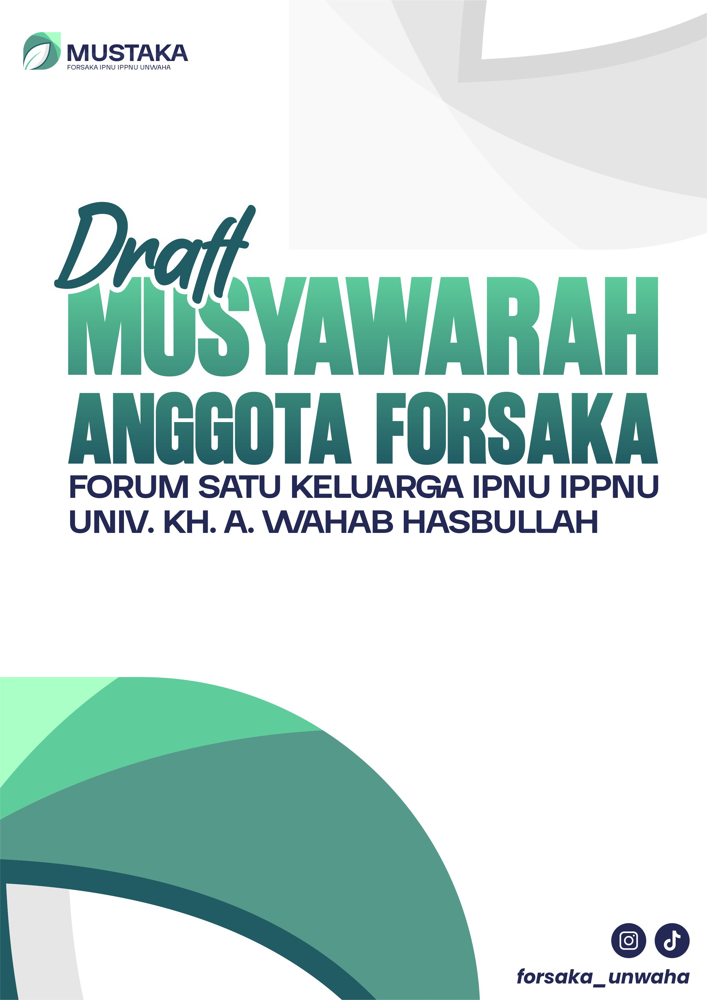 MUSTAKA
FORSAKA IPNU IPPNU UNWAHA
Draft
MUSYAWARAH
ANGGOTA FORSAKA
FORUM SATU KELUARGA IPNU IPPNU
UNIV. KH. A. WAHAB HASBULLAH
forsaka_unwaha